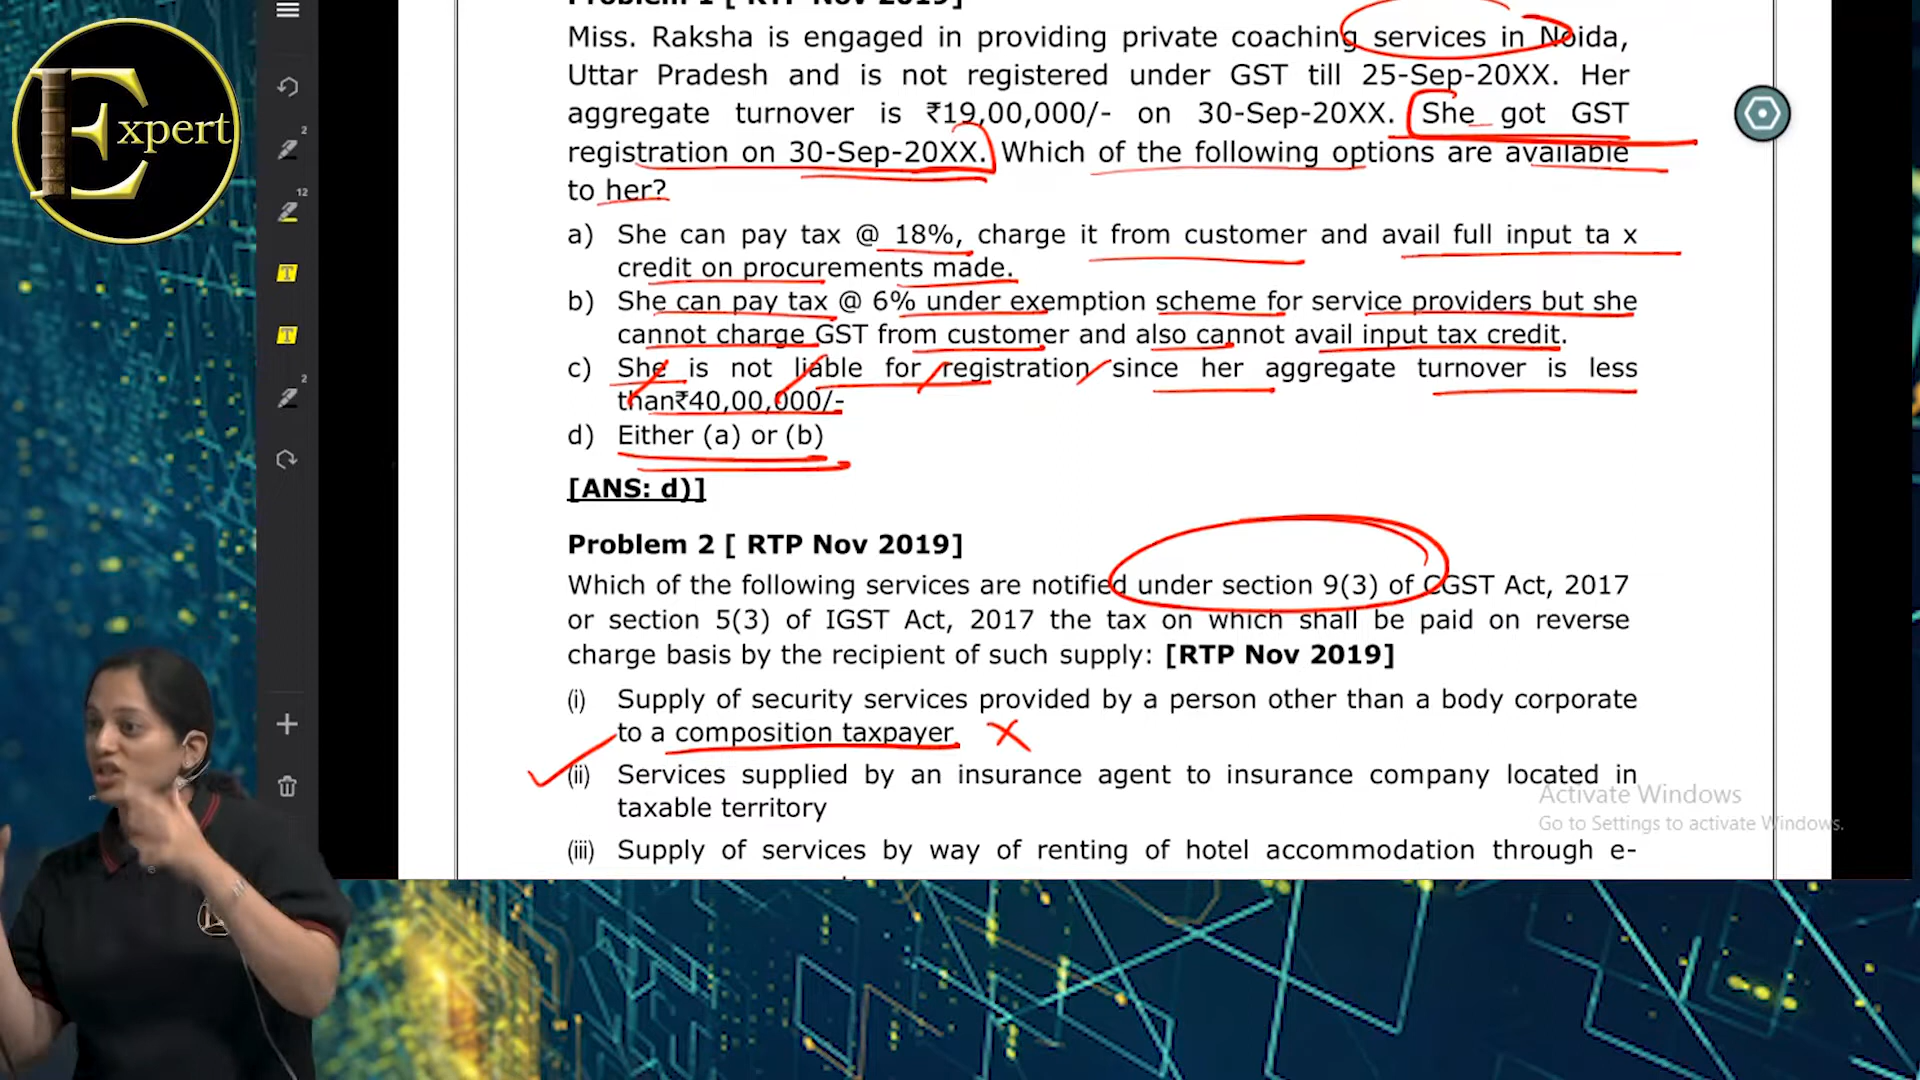 Expert
Miss. Raksha is engaged in providing private coaching services in Noida,
Uttar Pradesh and is not registered under GST till 25-Sep-20XX. Her
aggregate turnover is ₹19,00,000/- on 30-Sep-20XX. She got GST
registration on 30-Sep-20XX. Which of the following options are available
to her?
a) She can pay tax @ 18%, charge it from customer and avail full input ta x
credit on procurements made.
b) She can pay tax @ 6% under exemption scheme for service providers but she
cannot charge GST from customer and also cannot avail input tax credit.
c) She is not liable for registration since her aggregate turnover is less
than₹40,00,000/-
d) Either (a) or (b)
[ANS: d)]
Problem 2 [ RTP Nov 2019]
Which of the following services are notified under section 9(3) of CGST Act, 2017
or section 5(3) of IGST Act, 2017 the tax on which shall be paid on reverse
charge basis by the recipient of such supply: [RTP Nov 2019]
(i) Supply of security services provided by a person other than a body corporate
to a composition taxpayer
(ii) Services supplied by an insurance agent to insurance company located in
taxable territory
(iii) Supply of services by way of renting of hotel accommodation through e-
Activate Windows
Go to Settings to activate Windows.
2
12
2